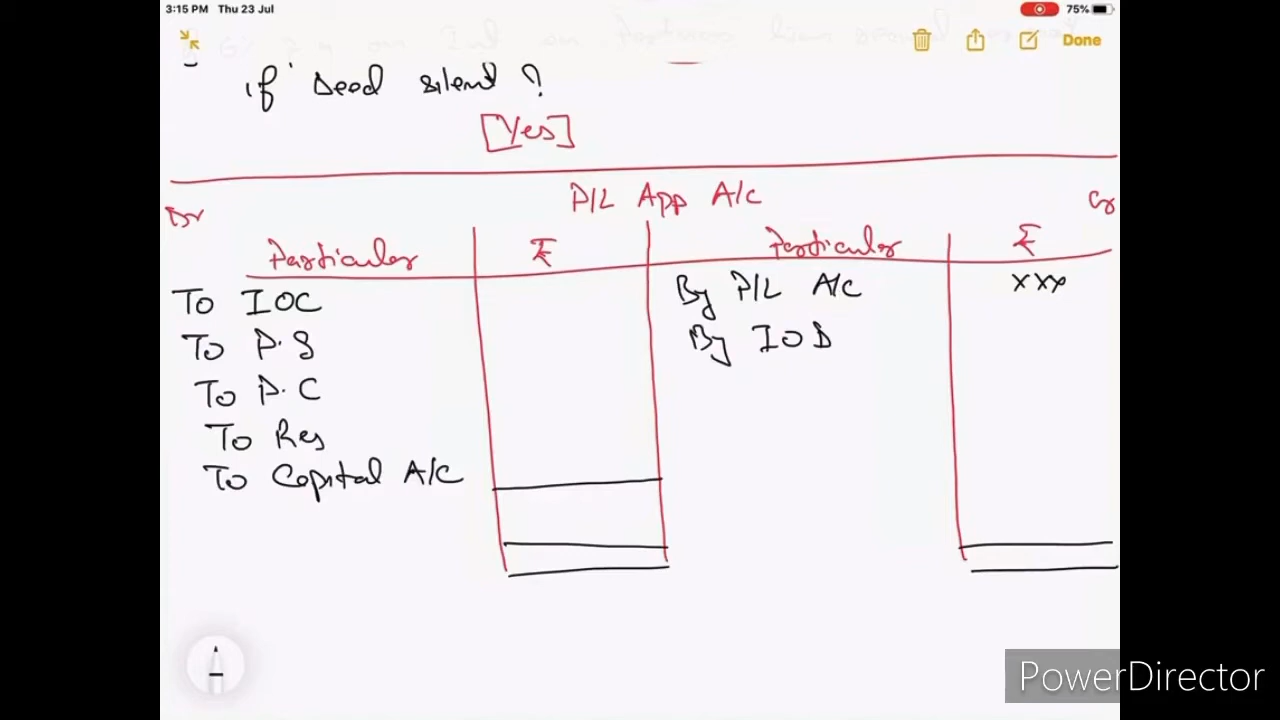 3:15 PM Thu 23 Jul 75%
Done
if Deed silent ?
[Yes]
P/L App A/C
Dr Cr
Particular ₹ Particular ₹
To IOC By P/L A/C xxx
To P.S By IOD
To P.C
To Res
To Capital A/C
PowerDirector